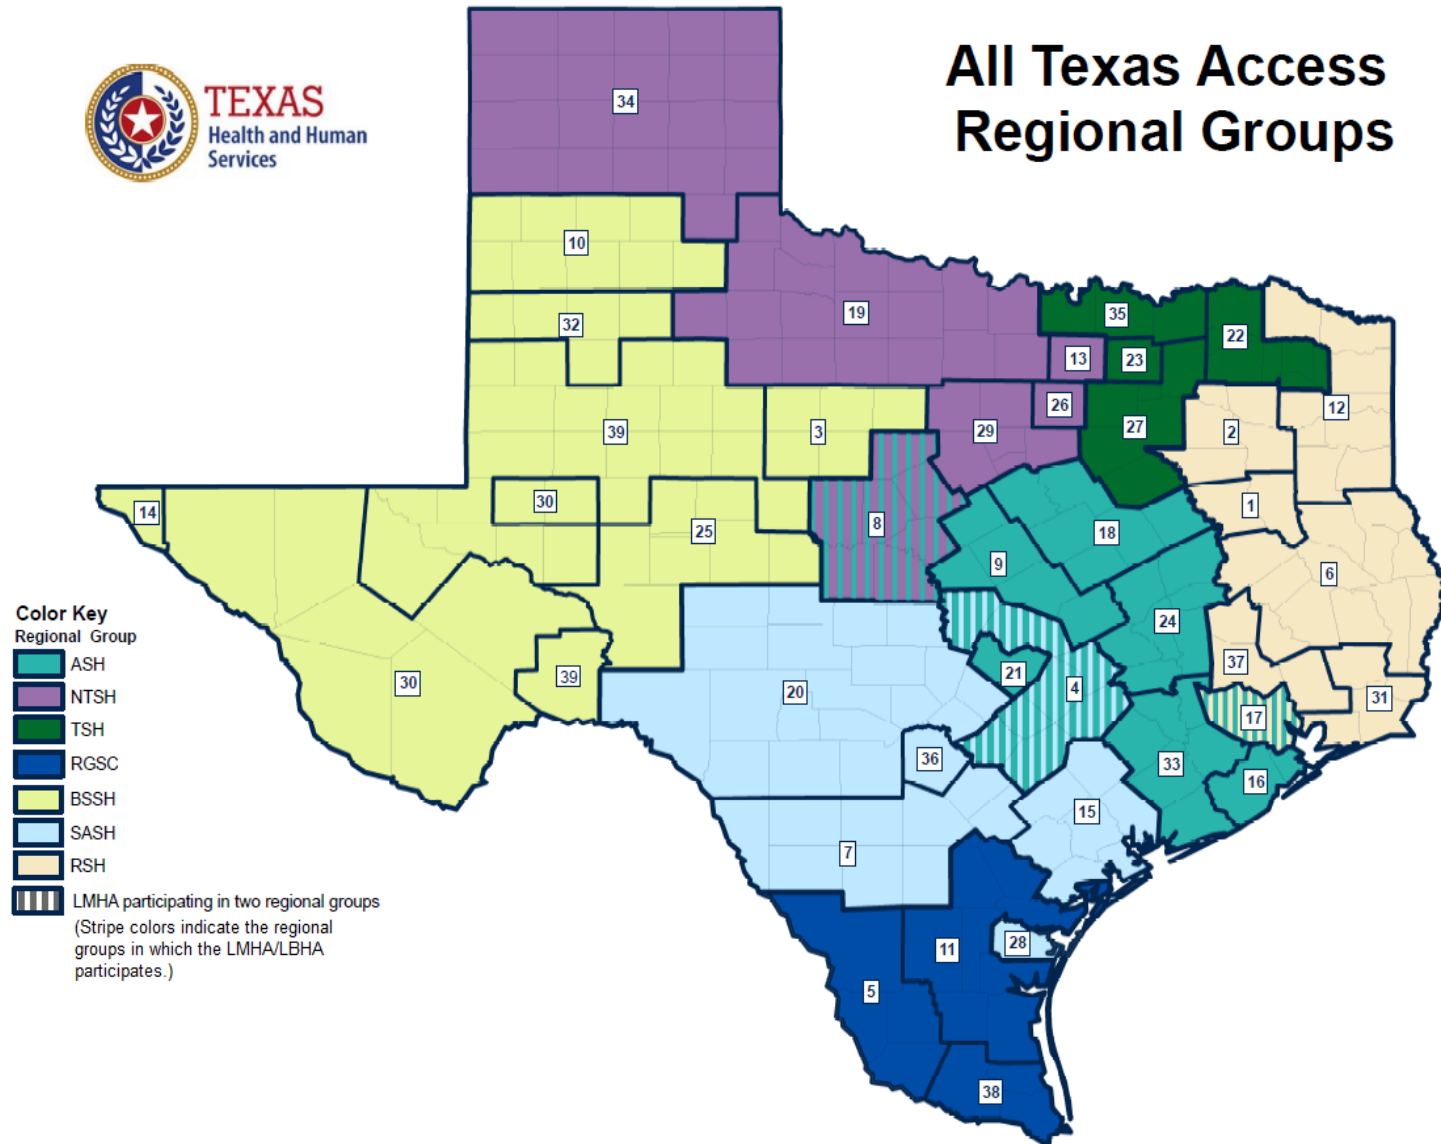 All Texas Access
Regional Groups
TEXAS
Health and Human
Services
34
10
32
19
35
22
13
23
12
26
2
27
39
3
29
14
30
1
25
8
18
9
6
24
Color Key
Regional Group
ASH
NTSH
TSH
RGSC
BSSH
SASH
RSH
LMHA participating in two regional groups
(Stripe colors indicate the regional
groups in which the LMHA/LBHA
participates.)
37
21
39
30
20
4
31
17
36
33
16
15
7
28
11
5
38